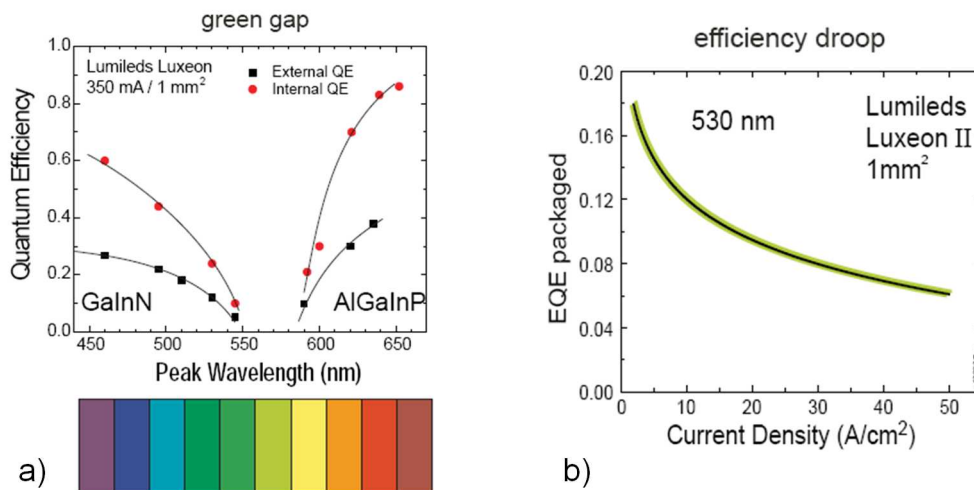 green gap
1.0
0.8
0.6
0.4
0.2
0.0
Quantum Efficiency
Lumileds Luxeon
350 mA / 1 mm²
External QE
Internal QE
GaInN
AlGaInP
450 500 550 600 650
Peak Wavelength (nm)
a)
efficiency droop
0.20
0.16
0.12
0.08
0.04
0.00
EQE packaged
530 nm
Lumileds
Luxeon II
1mm²
0 10 20 30 40 50
Current Density (A/cm²)
b)